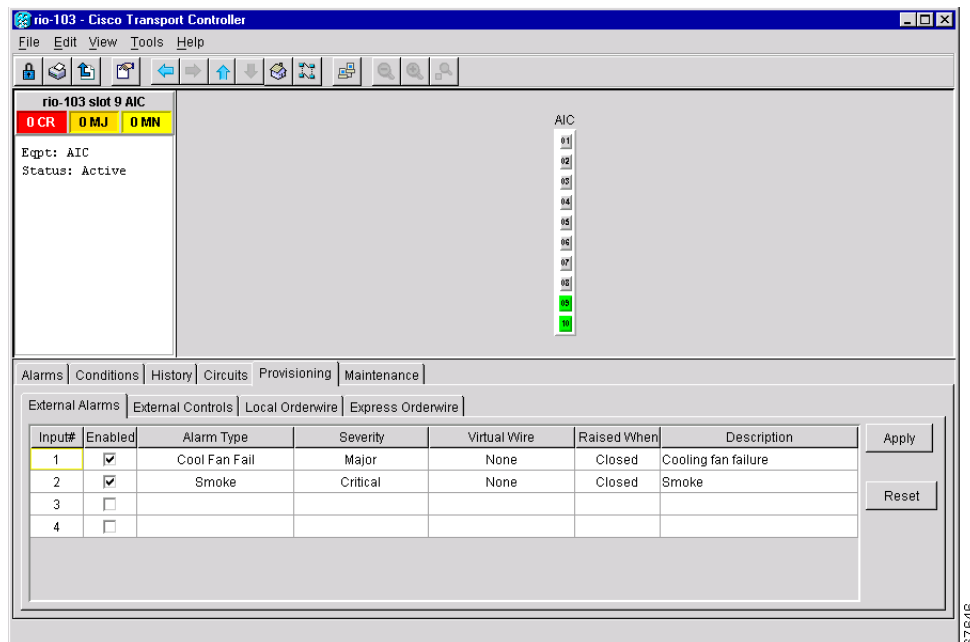 rio-103 - Cisco Transport Controller
File Edit View Tools Help
rio-103 slot 9 AIC
0 CR 0 MJ 0 MN
Eqpt: AIC
Status: Active
AIC
01
02
03
04
05
06
07
08
09
10
Alarms Conditions History Circuits Provisioning Maintenance
External Alarms External Controls Local Orderwire Express Orderwire
Input# Enabled Alarm Type Severity Virtual Wire Raised When Description
1 Cool Fan Fail Major None Closed Cooling fan failure
2 Smoke Critical None Closed Smoke
3
4
Apply
Reset